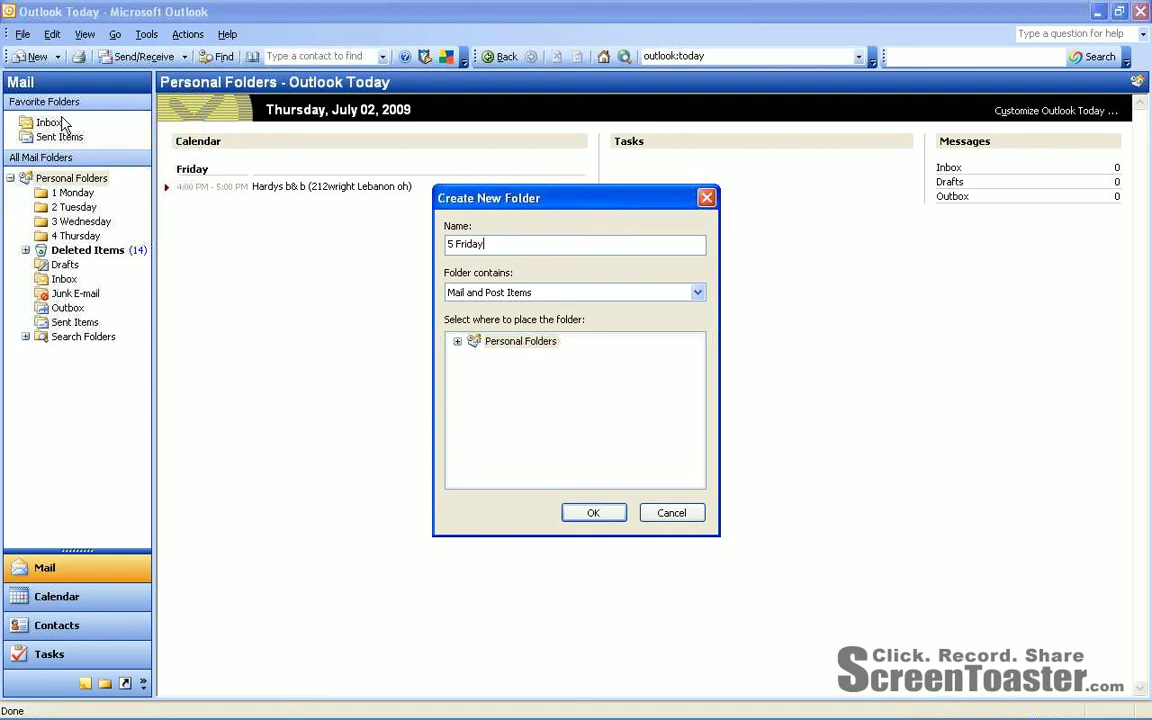 Outlook Today - Microsoft Outlook
File Edit View Go Tools Actions Help
Type a question for help
New Send/Receive Find Type a contact to find Back outlook:today Search
Mail
Personal Folders - Outlook Today
Favorite Folders
Inbox
Sent Items
All Mail Folders
Personal Folders
1 Monday
2 Tuesday
3 Wednesday
4 Thursday
Deleted Items (14)
Drafts
Inbox
Junk E-mail
Outbox
Sent Items
Search Folders
Mail
Calendar
Contacts
Tasks
Thursday, July 02, 2009
Customize Outlook Today ...
Calendar
Friday
4:00 PM - 5:00 PM Hardys b& b (212wright Lebanon oh)
Tasks
Messages
Inbox 0
Drafts 0
Outbox 0
Create New Folder
Name:
5 Friday
Folder contains:
Mail and Post Items
Select where to place the folder:
Personal Folders
OK Cancel
Click. Record. Share
ScreenToaster.com
Done